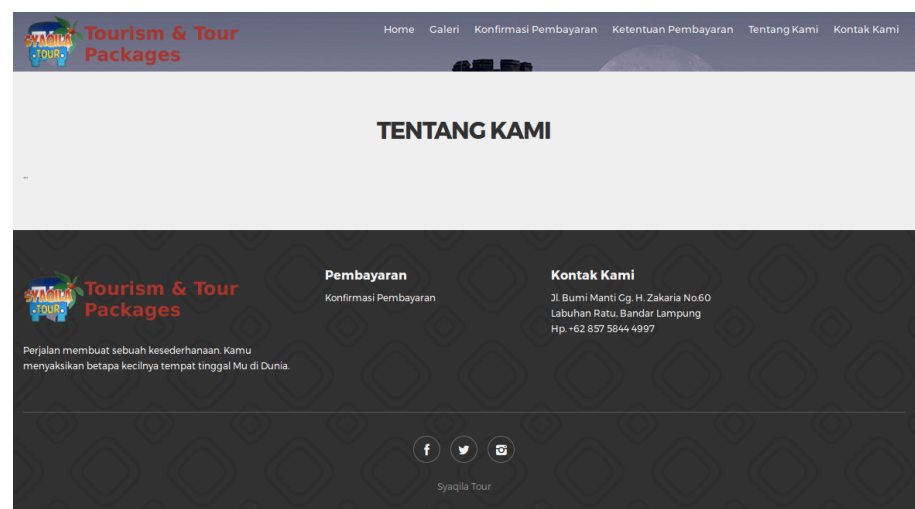 SYAQILA
TOUR
Tourism & Tour
Packages
Home Galeri Konfirmasi Pembayaran Ketentuan Pembayaran Tentang Kami Kontak Kami
TENTANG KAMI
...
SYAQILA
TOUR
Tourism & Tour
Packages
Perjalan membuat sebuah kesederhanaan. Kamu
menyaksikan betapa kecilnya tempat tinggal Mu di Dunia.
Pembayaran
Konfirmasi Pembayaran
Kontak Kami
Jl. Bumi Manti Gg. H. Zakaria No.60
Labuhan Ratu, Bandar Lampung
Hp. +62 857 5844 4997
Syaqila Tour